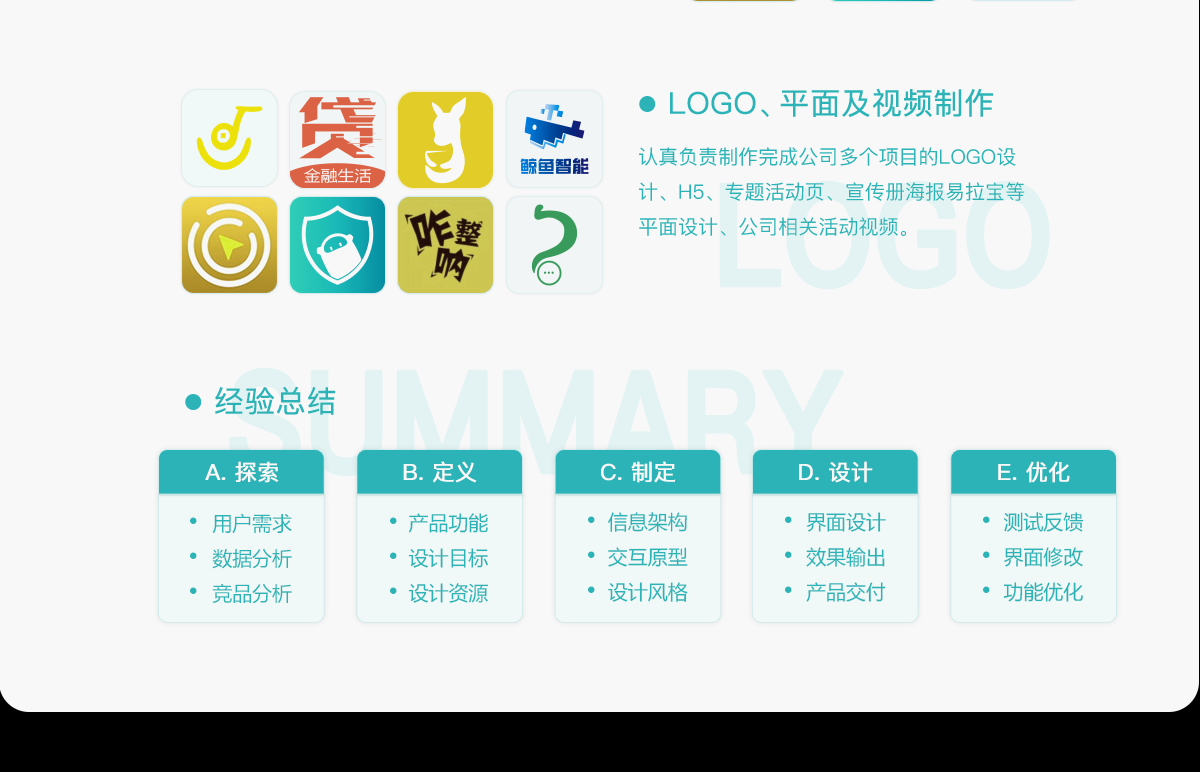 贷
金融生活
鲸鱼智能
咋整
呐
LOGO、平面及视频制作
认真负责制作完成公司多个项目的LOGO设
计、H5、专题活动页、宣传册海报易拉宝等
平面设计、公司相关活动视频。
LOGO
SUMMARY
经验总结
A. 探索
用户需求
数据分析
竞品分析
B. 定义
产品功能
设计目标
设计资源
C. 制定
信息架构
交互原型
设计风格
D. 设计
界面设计
效果输出
产品交付
E. 优化
测试反馈
界面修改
功能优化